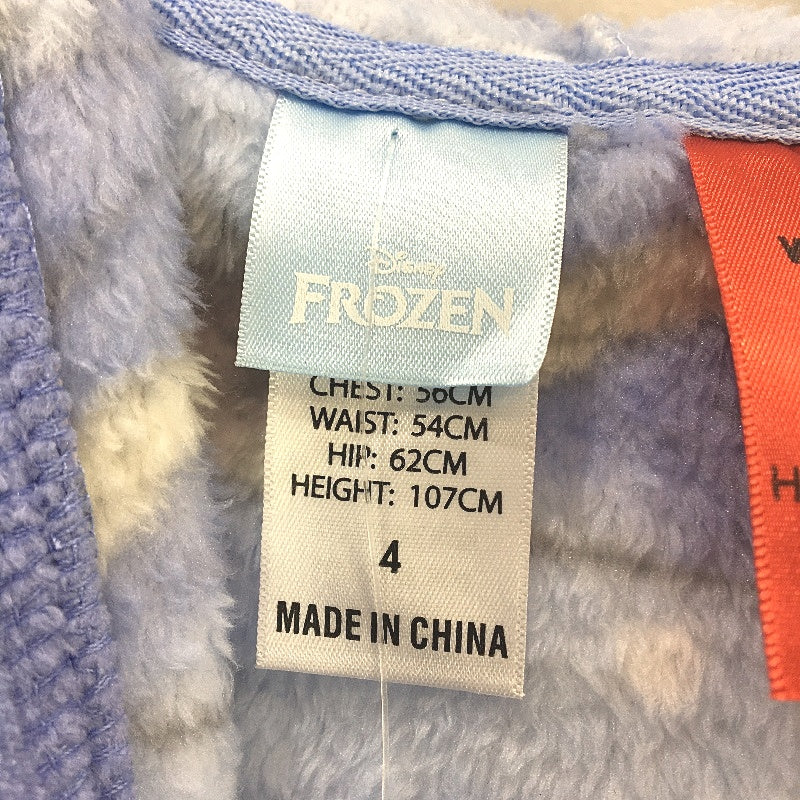 Disney
FROZEN
CHEST: 56CM
WAIST: 54CM
HIP: 62CM
HEIGHT: 107CM
4
MADE IN CHINA